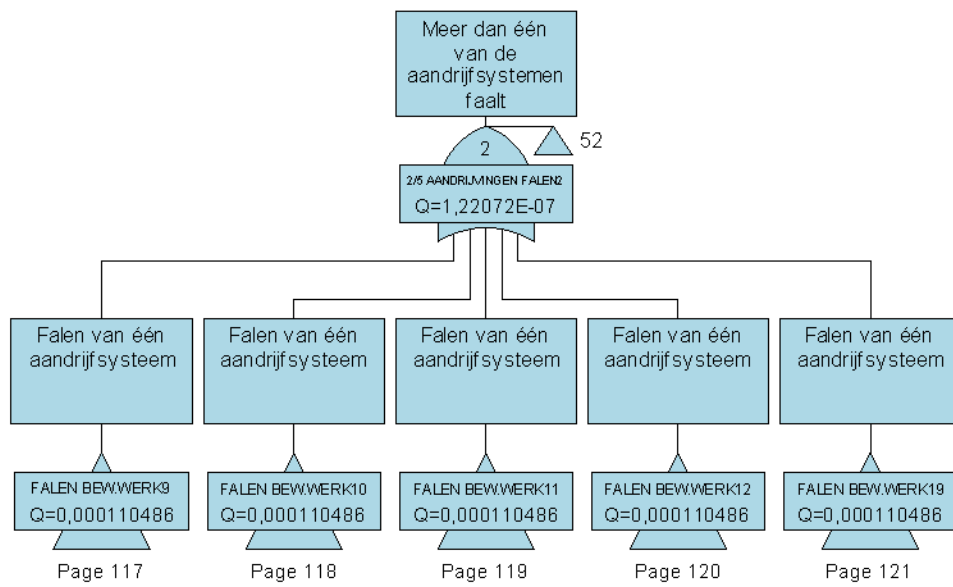 Meer dan één
van de
aandrijfsystemen
faalt
2
52
2/5 AANDRIJVINGEN FALEN2
Q=1,22072E-07
Falen van één
aandrijfsysteem
Falen van één
aandrijfsysteem
Falen van één
aandrijfsysteem
Falen van één
aandrijfsysteem
Falen van één
aandrijfsysteem
FALEN BEW.WERK9
Q=0,000110486
FALEN BEW.WERK10
Q=0,000110486
FALEN BEW.WERK11
Q=0,000110486
FALEN BEW.WERK12
Q=0,000110486
FALEN BEW.WERK19
Q=0,000110486
Page 117
Page 118
Page 119
Page 120
Page 121